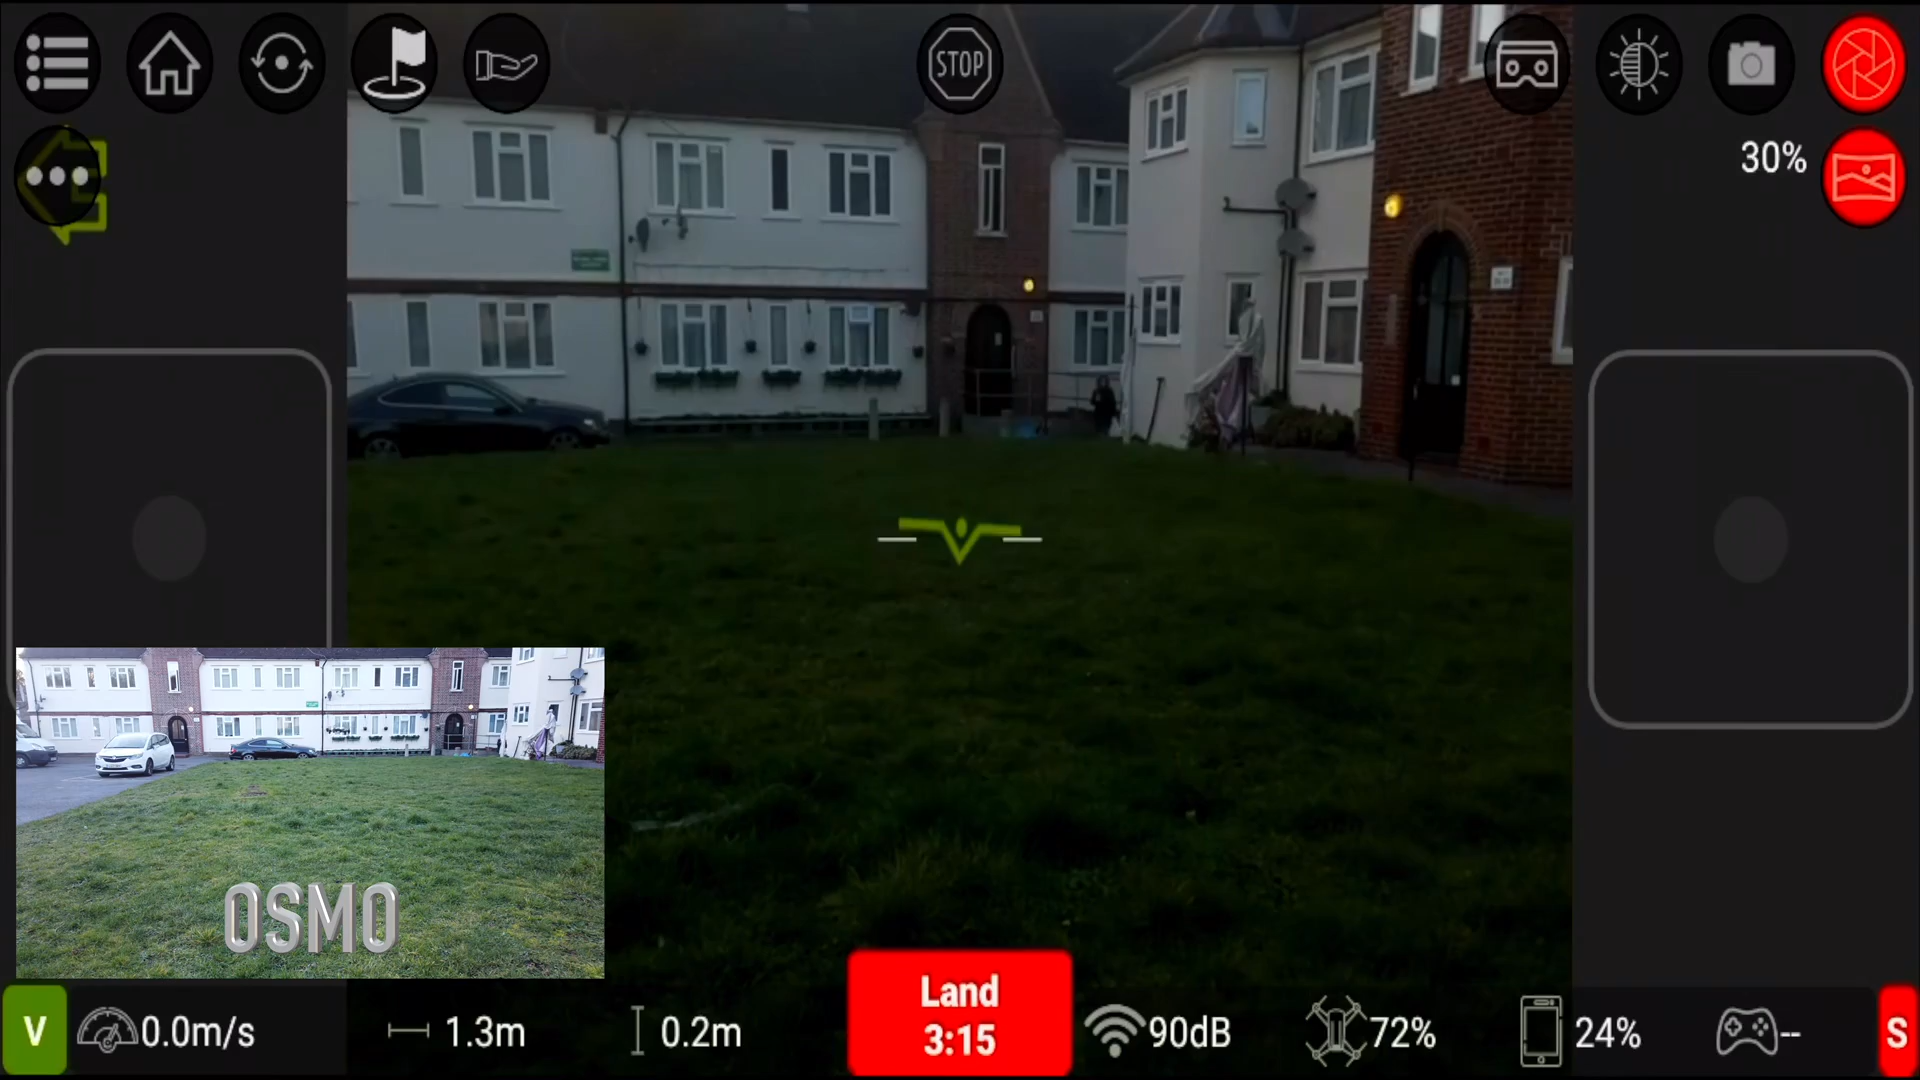 STOP
30%
OSMO
V
0.0m/s
1.3m
0.2m
Land
3:15
90dB
72%
24%
--
S